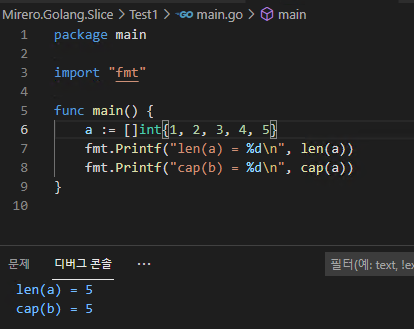 Mirero.Golang.Slice > Test1 > main.go > main
1 package main
2
3 import "fmt"
4
5 func main() {
6 a := []int{1, 2, 3, 4, 5}
7 fmt.Printf("len(a) = %d\n", len(a))
8 fmt.Printf("cap(b) = %d\n", cap(a))
9 }
10
문제 디버그 콘솔 ··· 필터(예: text, !ex
len(a) = 5
cap(b) = 5